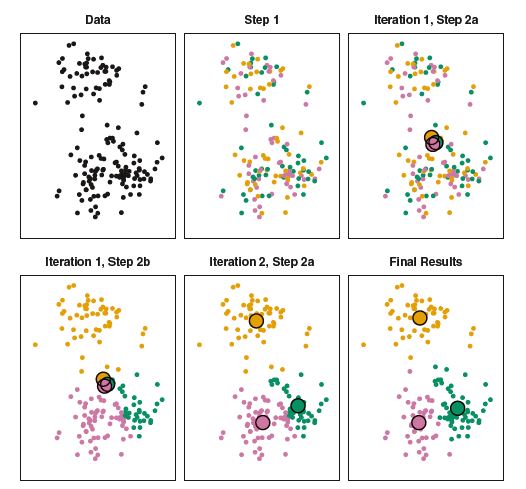 Data
Step 1
Iteration 1, Step 2a
Iteration 1, Step 2b
Iteration 2, Step 2a
Final Results